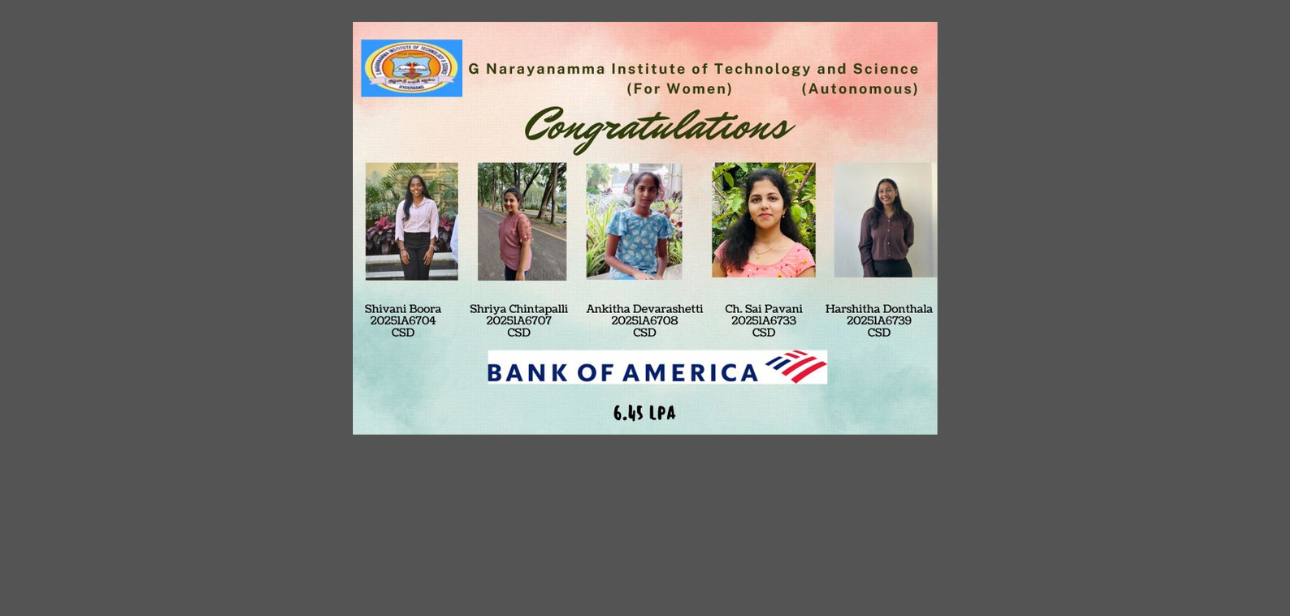 G Narayanamma Institute of Technology and Science
(For Women) (Autonomous)
Congratulations
Shivani Boora
20251A6704
CSD
Shriya Chintapalli
20251A6707
CSD
Ankitha Devarashetti
20251A6708
CSD
Ch. Sai Pavani
20251A6733
CSD
Harshitha Donthala
20251A6739
CSD
BANK OF AMERICA
6.45 LPA